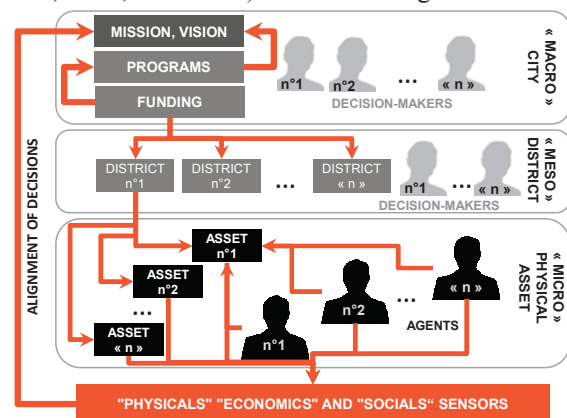 MISSION, VISION
PROGRAMS
FUNDING
n°1
n°2
...
« n »
DECISION-MAKERS
« MACRO »
CITY
DISTRICT
n°1
DISTRICT
n°2
...
DISTRICT
« n »
n°1
...
« n »
DECISION-MAKERS
« MESO »
DISTRICT
ASSET
n°1
ASSET
n°2
...
ASSET
« n »
n°1
n°2
...
« n »
AGENTS
« MICRO »
PHYSICAL
ASSET
ALIGNMENT OF DECISIONS
"PHYSICALS" "ECONOMICS" and "SOCIALS“ SENSORS